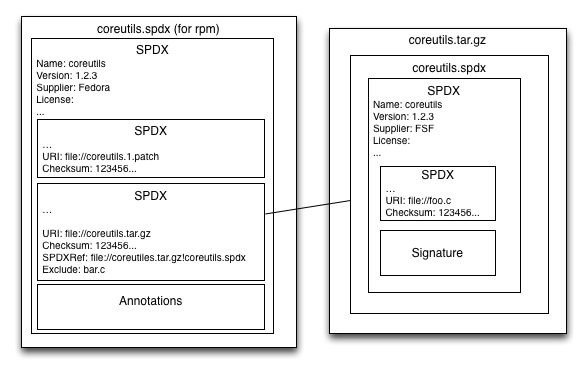 coreutils.spdx (for rpm)
SPDX
Name: coreutils
Version: 1.2.3
Supplier: Fedora
License:
...
SPDX
...
URI: file://coreutils.1.patch
Checksum: 123456...
SPDX
...
URI: file://coreutils.tar.gz
Checksum: 123456...
SPDXRef: file://coreutiles.tar.gz!coreutils.spdx
Exclude: bar.c
Annotations
coreutils.tar.gz
coreutils.spdx
SPDX
Name: coreutils
Version: 1.2.3
Supplier: FSF
License:
...
SPDX
...
URI: file://foo.c
Checksum: 123456...
Signature